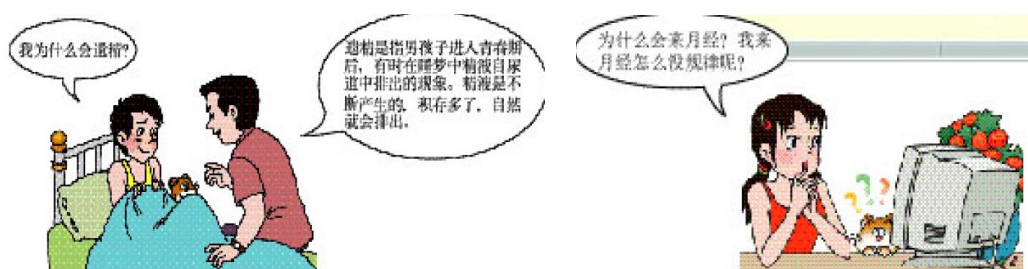 我为什么会遗精?
遗精是指男孩子进入青春期
后，有时在睡梦中精液自尿
道中排出的现象。精液是不
断产生的，积存多了，自然
就会排出。
为什么会来月经? 我来
月经怎么没规律呢?